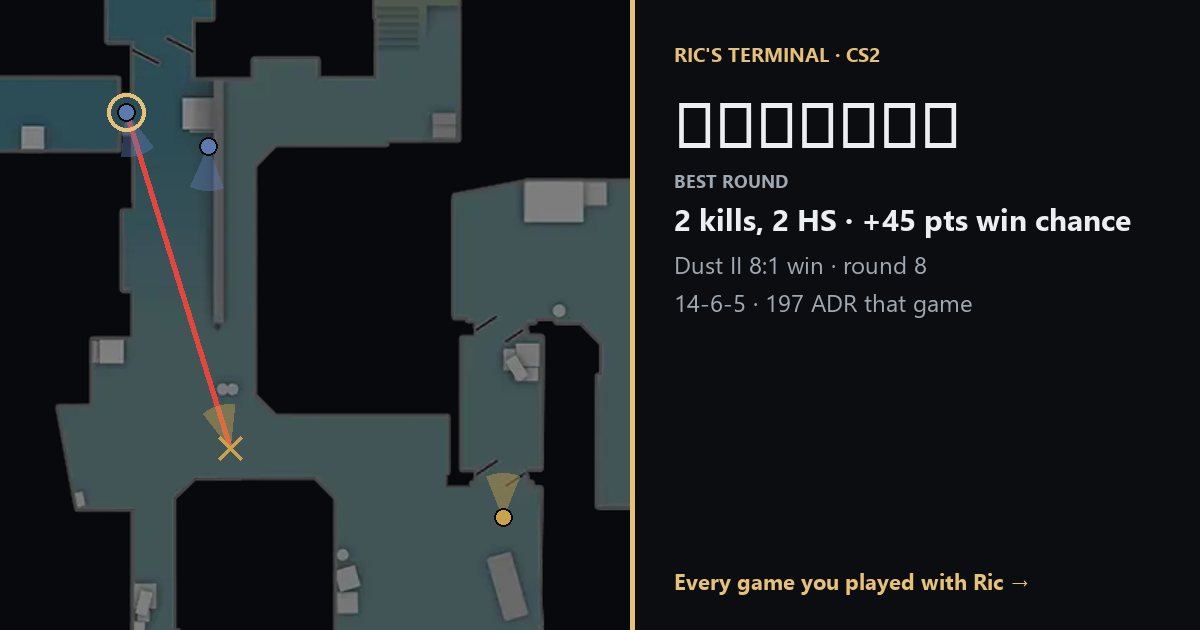 RIC'S TERMINAL · CS2
BEST ROUND
2 kills, 2 HS · +45 pts win chance
Dust II 8:1 win · round 8
14-6-5 · 197 ADR that game
Every game you played with Ric →